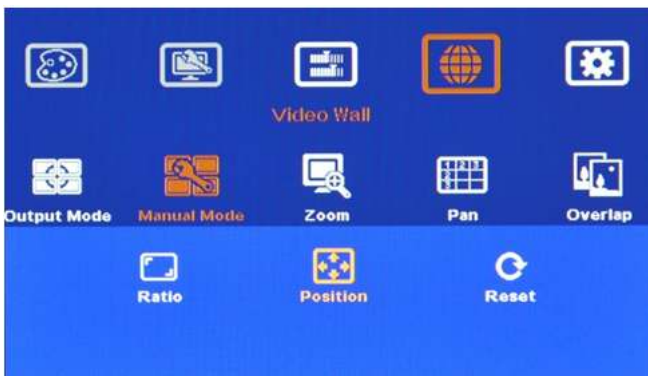 Video Wall
Output Mode Manual Mode Zoom Pan Overlap
Ratio Position Reset